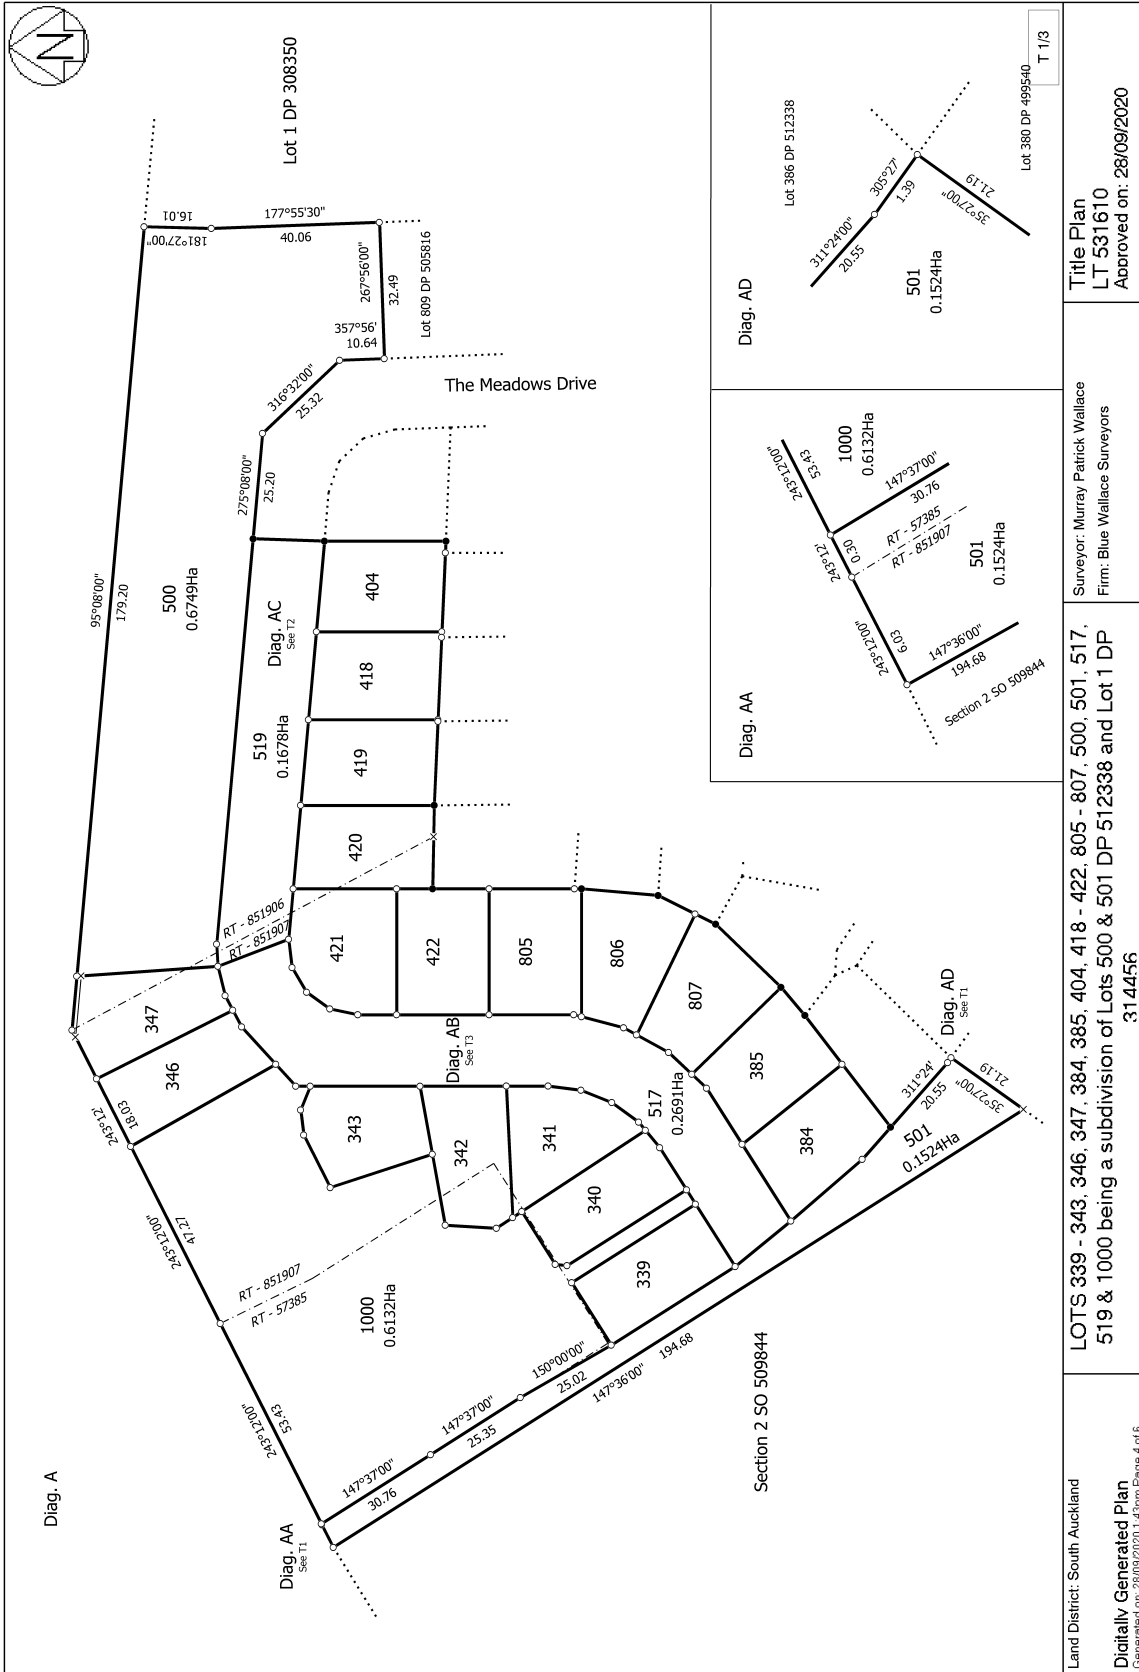 Diag. A
N
Lot 1 DP 308350
16.01
181°27'00"
177°55'30"
40.06
267°56'00"
32.49
Lot 809 DP 505816
357°56'
10.64
316°32'00"
25.32
The Meadows Drive
275°08'00"
25.20
95°08'00"
179.20
500
0.6749Ha
Diag. AC
See T2
519
0.1678Ha
404
418
419
420
RT - 851906
RT - 851907
421
422
805
806
807
385
384
347
346
243°12'
18.03
343
342
341
340
339
Diag. AB
See T3
517
0.2691Ha
Diag. AD
See T1
311°24'
20.55
21.19
35°27'00"
501
0.1524Ha
243°12'00"
47.27
RT - 851907
RT - 57385
1000
0.6132Ha
243°12'00"
53.43
150°00'00"
25.02
147°37'00"
25.35
147°37'00"
30.76
147°36'00"
194.68
Diag. AA
See T1
Section 2 SO 509844
Diag. AA
243°12'00"
53.43
1000
0.6132Ha
147°37'00"
30.76
243°12'
0.30
RT - 57385
RT - 851907
501
0.1524Ha
243°12'00"
6.03
147°36'00"
194.68
Section 2 SO 509844
Diag. AD
Lot 386 DP 512338
311°24'00"
20.55
305°27'
1.39
501
0.1524Ha
21.19
35°27'00"
Lot 380 DP 499540
T 1/3
Land District: South Auckland
Digitally Generated Plan
Generated on: 28/09/2020 1:43pm Page 4 of 6
LOTS 339 - 343, 346, 347, 384, 385, 404, 418 - 422, 805 - 807, 500, 501, 517,
519 & 1000 being a subdivision of Lots 500 & 501 DP 512338 and Lot 1 DP
314456
Surveyor: Murray Patrick Wallace
Firm: Blue Wallace Surveyors
Title Plan
LT 531610
Approved on: 28/09/2020